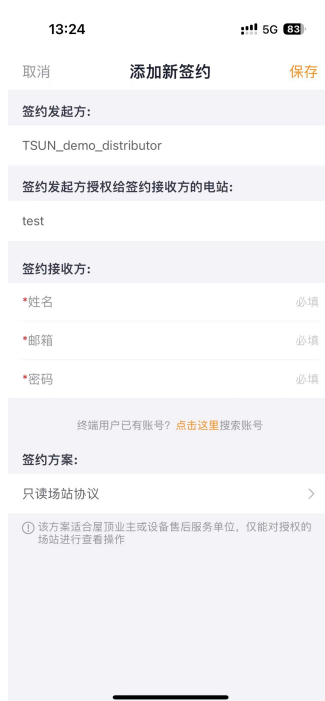 13:24 5G 83
取消 添加新签约 保存
签约发起方:
TSUN_demo_distributor
签约发起方授权给签约接收方的电站:
test
签约接收方:
*姓名 必填
*邮箱 必填
*密码 必填
终端用户已有账号? 点击这里搜索账号
签约方案:
只读场站协议
该方案适合屋顶业主或设备售后服务单位，仅能对授权的
场站进行查看操作